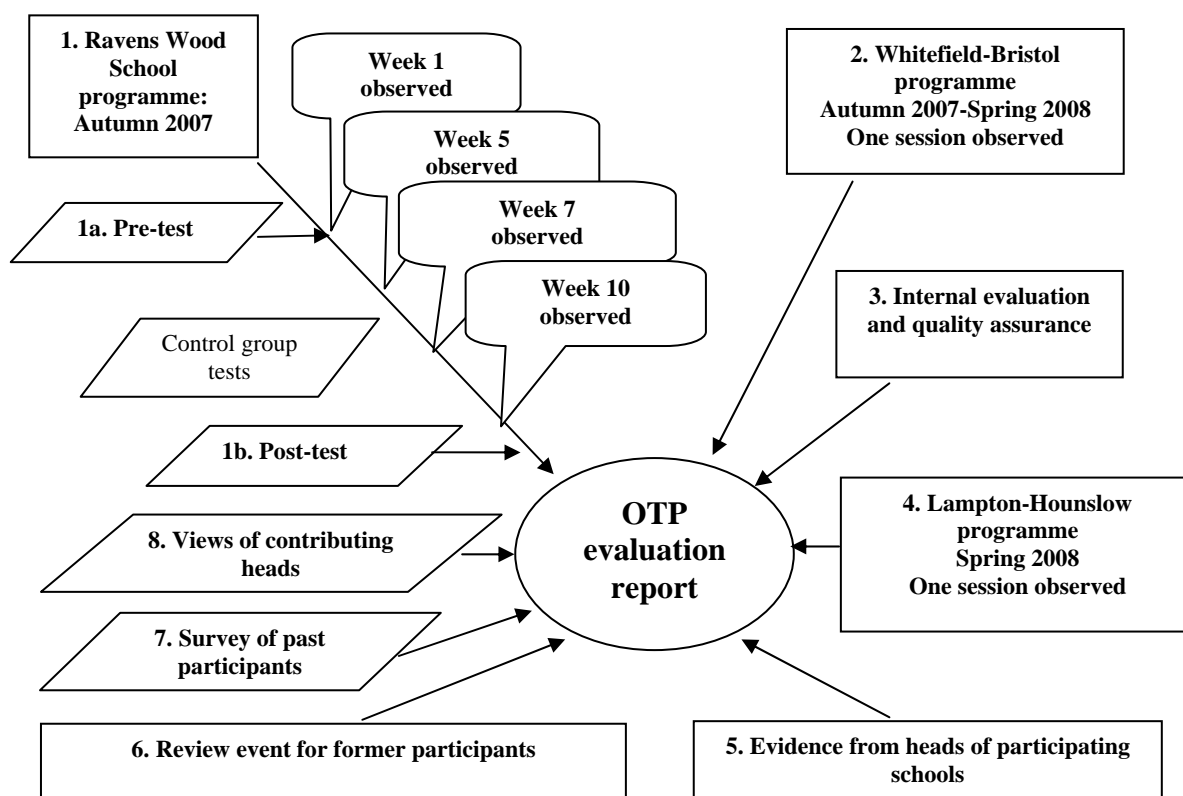 1. Ravens Wood
School
programme:
Autumn 2007
Week 1
observed
Week 5
observed
Week 7
observed
Week 10
observed
2. Whitefield-Bristol
programme
Autumn 2007-Spring 2008
One session observed
1a. Pre-test
3. Internal evaluation
and quality assurance
Control group
tests
1b. Post-test
OTP
evaluation
report
4. Lampton-Hounslow
programme
Spring 2008
One session observed
8. Views of contributing
heads
7. Survey of past
participants
6. Review event for former participants
5. Evidence from heads of participating
schools